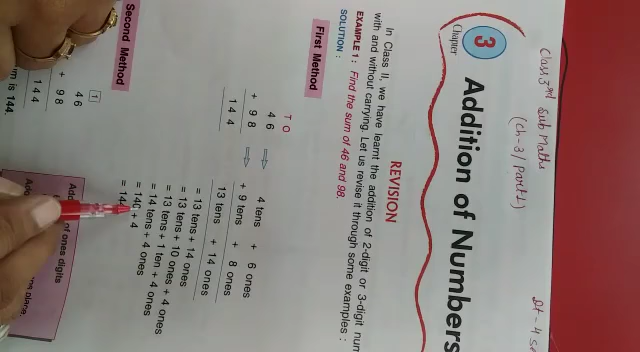 Class 3rd Sub Maths
(Ch-3/Part-1)
Dt - 4
3
Chapter
Addition of Numbers
REVISION
In Class II, we have learnt the addition of 2-digit or 3-digit
with and without carrying. Let us revise it through some examples :
EXAMPLE 1 : Find the sum of 46 and 98.
SOLUTION :
First Method
T O
4 6 ⇒ 4 tens + 6 ones
+ 9 8 ⇒ + 9 tens + 8 ones
1 4 4 13 tens + 14 ones
= 13 tens + 14 ones
= 13 tens + 10 ones + 4 ones
= 14 tens + 1 ten + 4 ones
= 14 tens + 4 ones
= 140 + 4
= 144
Second Method
1
4 6
+ 9 8
1 4 4
is 144.
of ones digits
place.